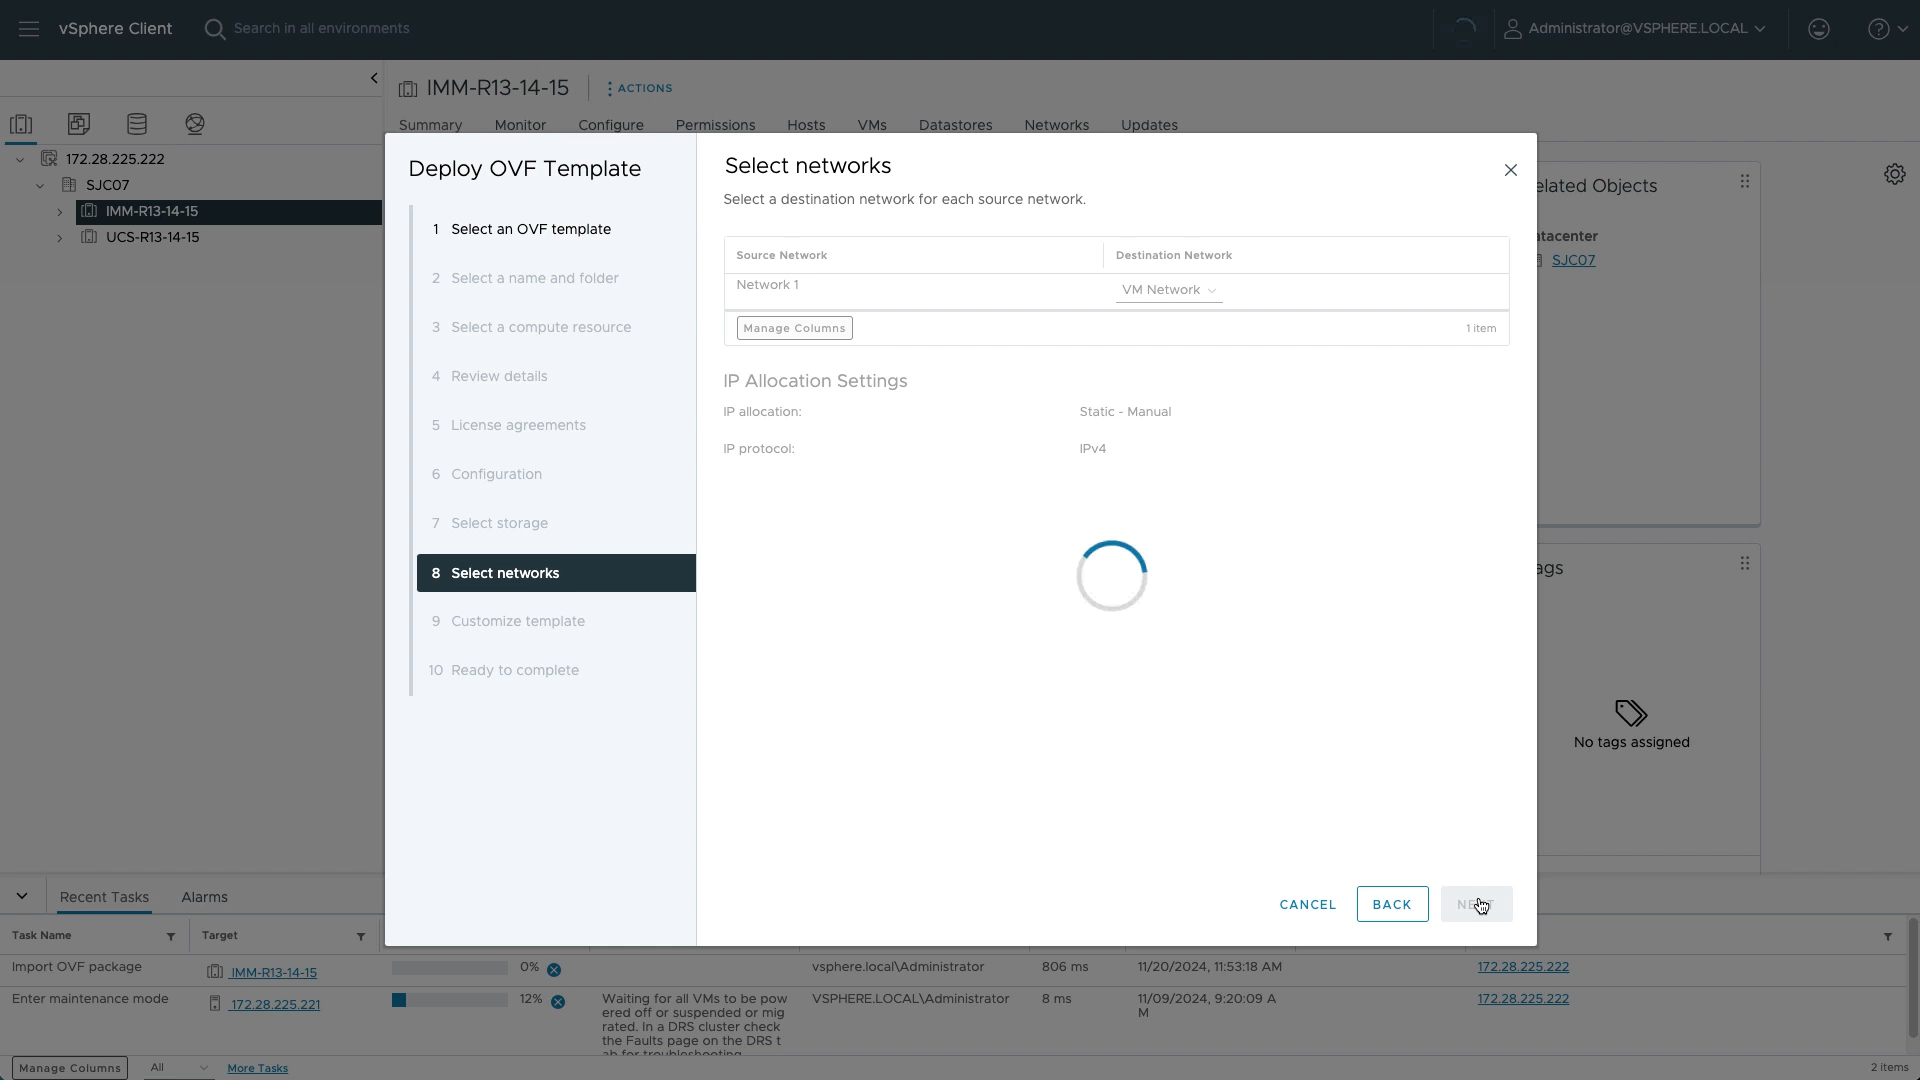 vSphere Client
Search in all environments
Administrator@VSPHERE.LOCAL
IMM-R13-14-15
ACTIONS
Summary
Monitor
Configure
Permissions
Hosts
VMs
Datastores
Networks
Updates
172.28.225.222
SJC07
IMM-R13-14-15
UCS-R13-14-15
Deploy OVF Template
1 Select an OVF template
2 Select a name and folder
3 Select a compute resource
4 Review details
5 License agreements
6 Configuration
7 Select storage
8 Select networks
9 Customize template
10 Ready to complete
Select networks
Select a destination network for each source network.
Source Network
Destination Network
Network 1
VM Network
Manage Columns
1 item
IP Allocation Settings
IP allocation:
Static - Manual
IP protocol:
IPv4
CANCEL
BACK
elated Objects
atacenter
SJC07
ags
No tags assigned
Recent Tasks
Alarms
Task Name
Target
Import OVF package
IMM-R13-14-15
0%
vsphere.local\Administrator
806 ms
11/20/2024, 11:53:18 AM
172.28.225.222
Enter maintenance mode
172.28.225.221
12%
Waiting for all VMs to be pow
ered off or suspended or mig
rated. In a DRS cluster check
the Faults page on the DRS t
ab for troubleshooting.
VSPHERE.LOCAL\Administrator
8 ms
11/09/2024, 9:20:09 A
M
172.28.225.222
Manage Columns
All
More Tasks
2 items